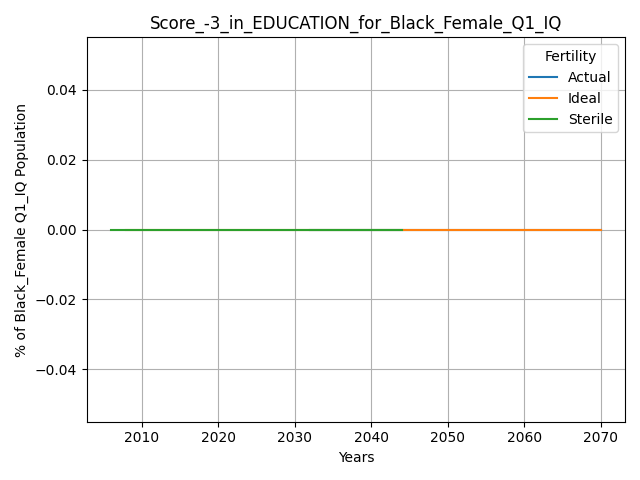 Score_-3_in_EDUCATION_for_Black_Female_Q1_IQ
Fertility
Actual
Ideal
Sterile
% of Black_Female Q1_IQ Population
0.04
0.02
0.00
−0.02
−0.04
2010 2020 2030 2040 2050 2060 2070
Years